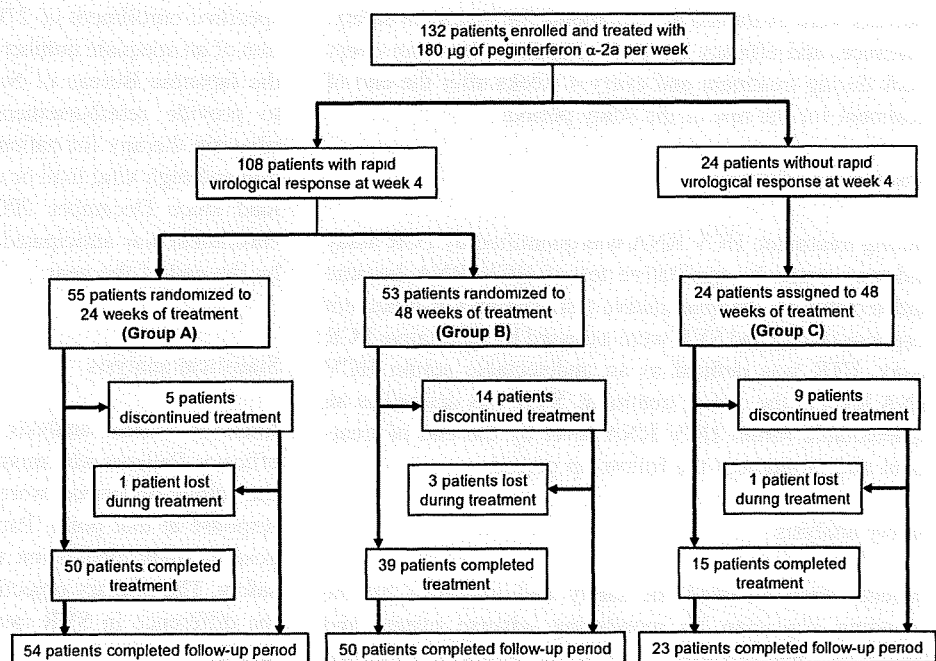 132 patients enrolled and treated with
180 µg of peginterferon α-2a per week
108 patients with rapid
virological response at week 4
24 patients without rapid
virological response at week 4
55 patients randomized to
24 weeks of treatment
(Group A)
53 patients randomized to
48 weeks of treatment
(Group B)
24 patients assigned to 48
weeks of treatment
(Group C)
5 patients
discontinued treatment
14 patients
discontinued treatment
9 patients
discontinued treatment
1 patient lost
during treatment
3 patients lost
during treatment
1 patient lost
during treatment
50 patients completed
treatment
39 patients completed
treatment
15 patients completed
treatment
54 patients completed follow-up period
50 patients completed follow-up period
23 patients completed follow-up period